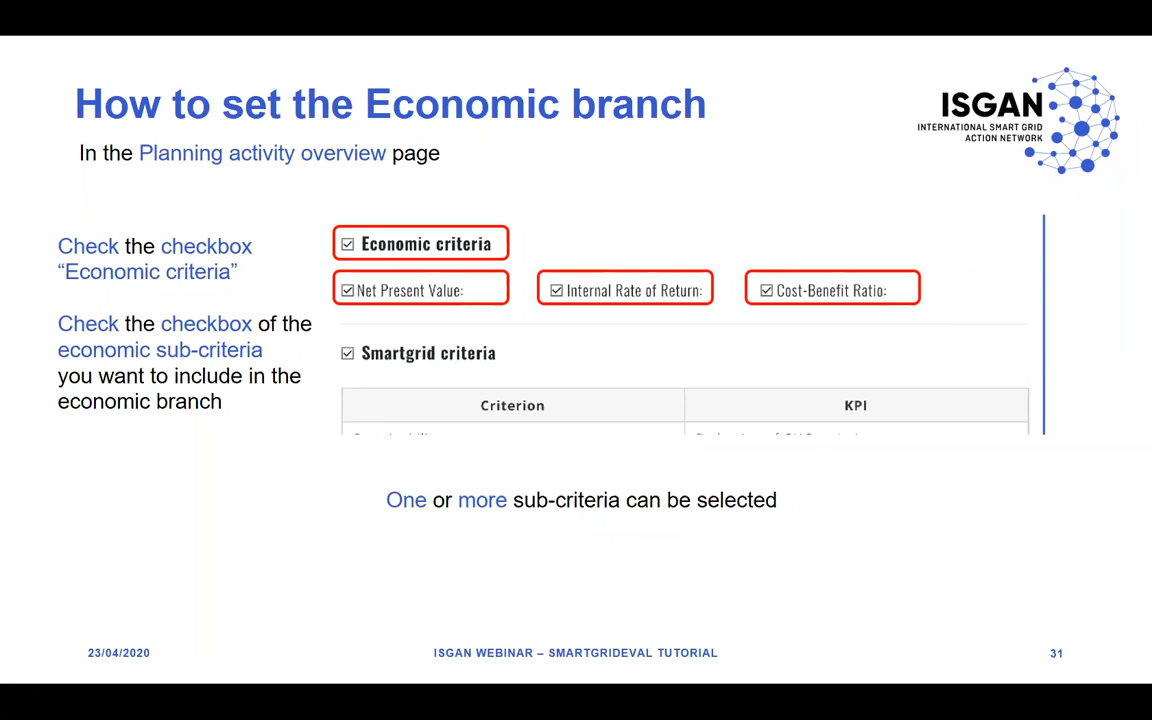 How to set the Economic branch
In the Planning activity overview page
ISGAN
INTERNATIONAL SMART GRID
ACTION NETWORK
Check the checkbox
“Economic criteria”
Check the checkbox of the
economic sub-criteria
you want to include in the
economic branch
Economic criteria
Net Present Value: Internal Rate of Return: Cost-Benefit Ratio:
Smartgrid criteria
Criterion KPI
One or more sub-criteria can be selected
23/04/2020 ISGAN WEBINAR – SMARTGRIDEVAL TUTORIAL 31